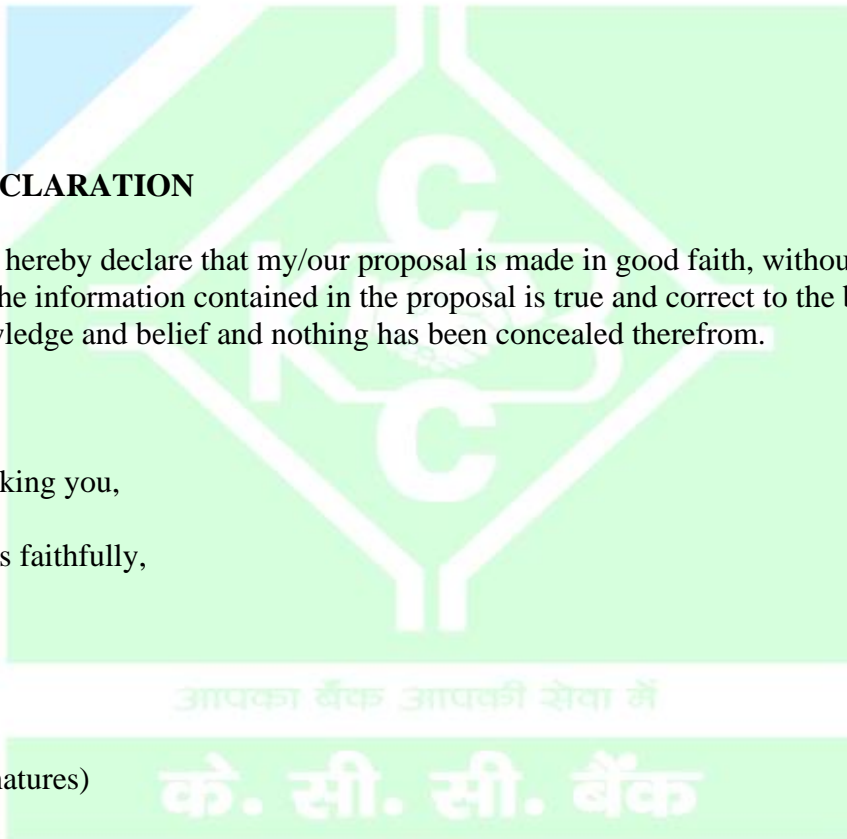 CLARATION
hereby declare that my/our proposal is made in good faith, withou
he information contained in the proposal is true and correct to the b
ledge and belief and nothing has been concealed therefrom.
king you,
s faithfully,
natures)
C
K C
C
आपका बैंक आपकी सेवा में
के. सी. सी. बैंक